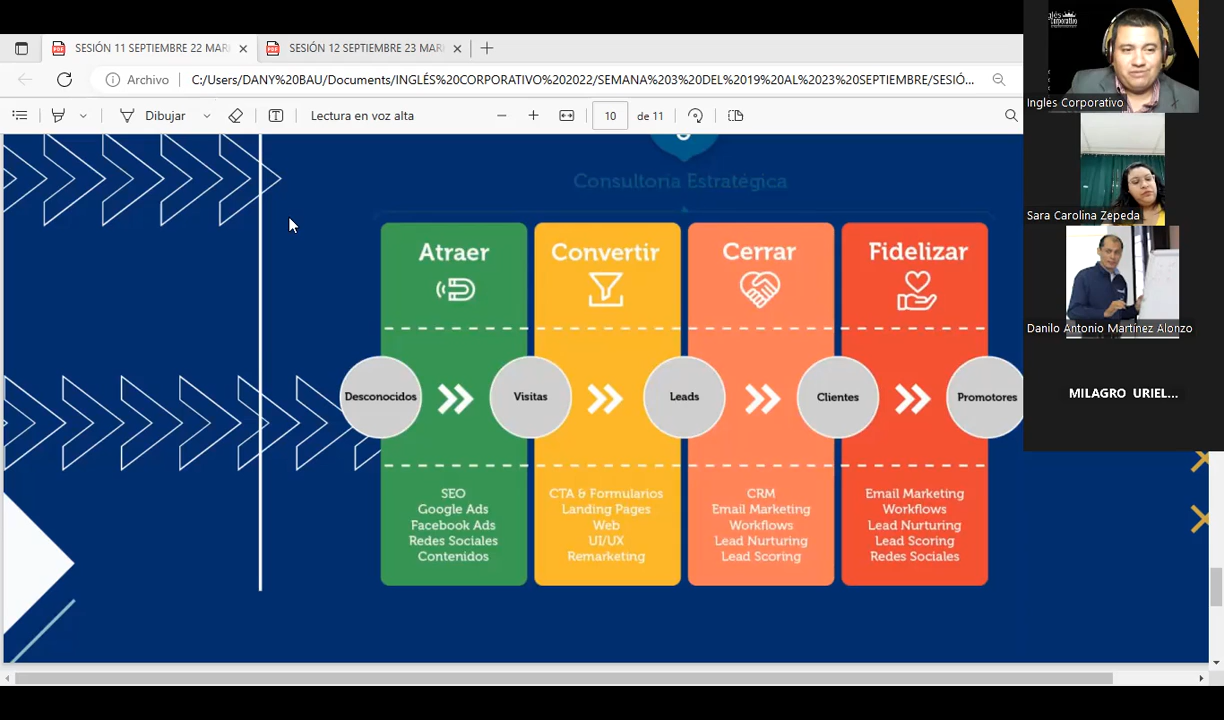 SESIÓN 11 SEPTIEMBRE 22 MAR
SESIÓN 12 SEPTIEMBRE 23 MAR
Archivo
C:/Users/DANY%20BAU/Documents/INGLÉS%20CORPORATIVO%202022/SEMANA%203%20DEL%2019%20AL%2023%20SEPTIEMBRE/SESIÓ...
Dibujar
Lectura en voz alta
10 de 11
Consultoría Estratégica
Atraer
Convertir
Cerrar
Fidelizar
Desconocidos
Visitas
Leads
Clientes
Promotores
SEO
Google Ads
Facebook Ads
Redes Sociales
Contenidos
CTA & Formularios
Landing Pages
Web
UI/UX
Remarketing
CRM
Email Marketing
Workflows
Lead Nurturing
Lead Scoring
Email Marketing
Workflows
Lead Nurturing
Lead Scoring
Redes Sociales
Ingles Corporativo
Sara Carolina Zepeda
Danilo Antonio Martínez Alonzo
MILAGRO URIEL...